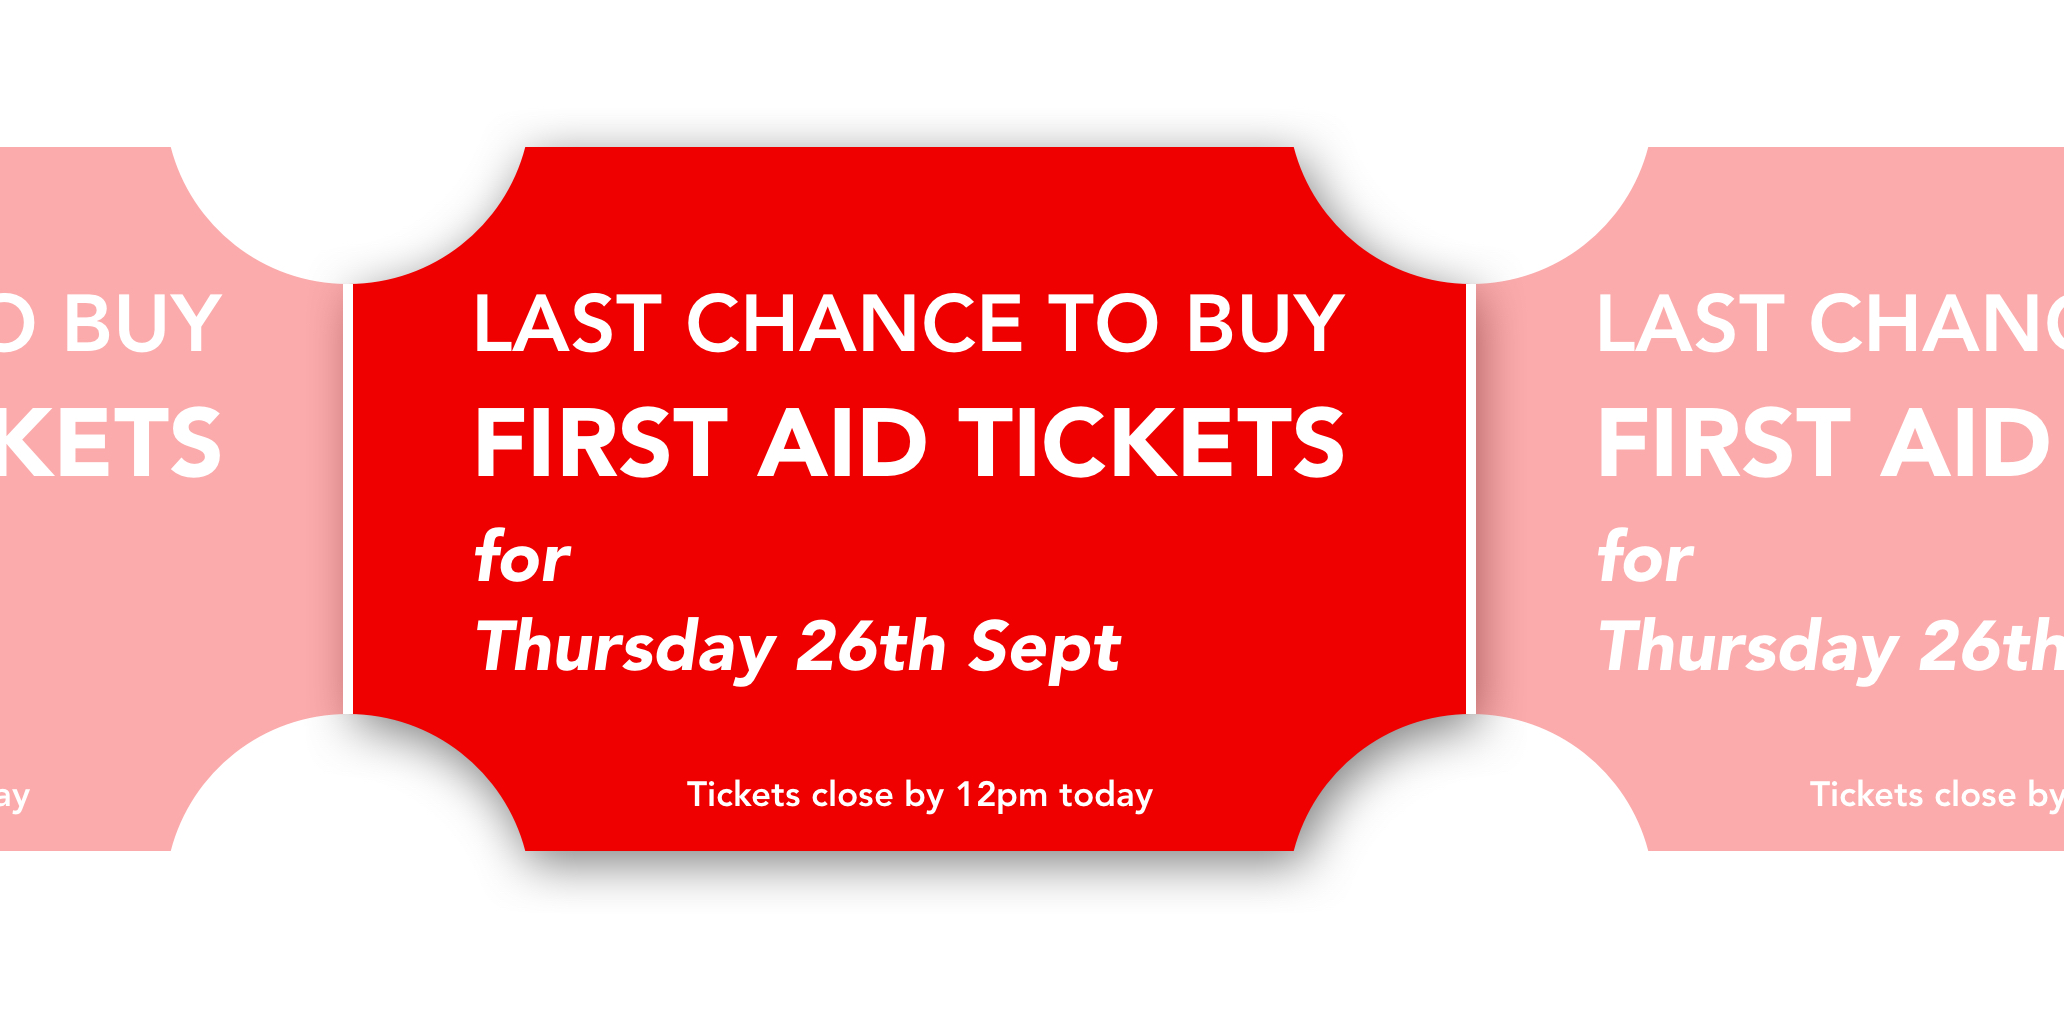 LAST CHANCE TO BUY
FIRST AID TICKETS
for
Thursday 26th Sept
Tickets close by 12pm today
O BUY
KETS
ay
LAST CHANC
FIRST AID
for
Thursday 26th
Tickets close by